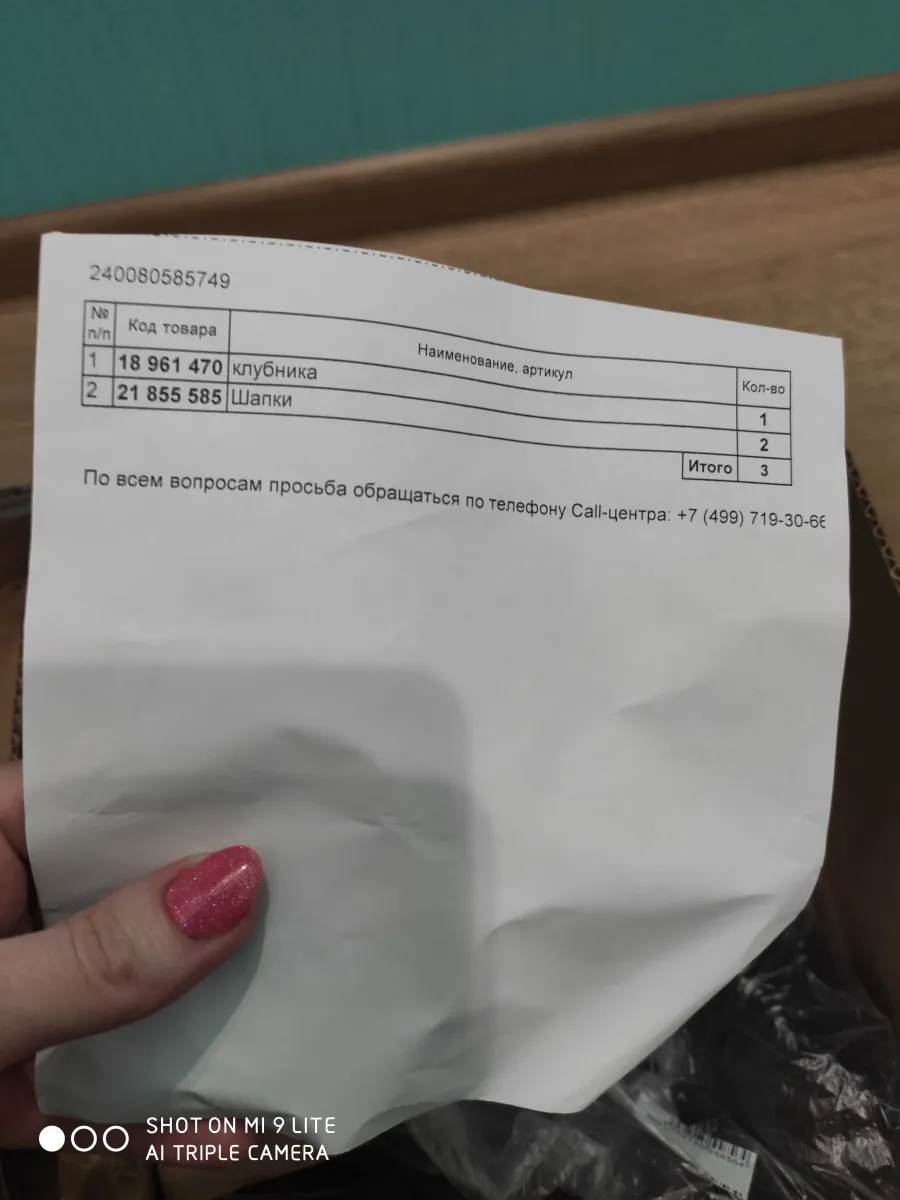 240080585749
№ п/п Код товара Наименование, артикул Кол-во
1 18 961 470 клубника 1
2 21 855 585 Шапки 2
Итого 3
По всем вопросам просьба обращаться по телефону Call-центра: +7 (499) 719-30-66
SHOT ON MI 9 LITE
AI TRIPLE CAMERA